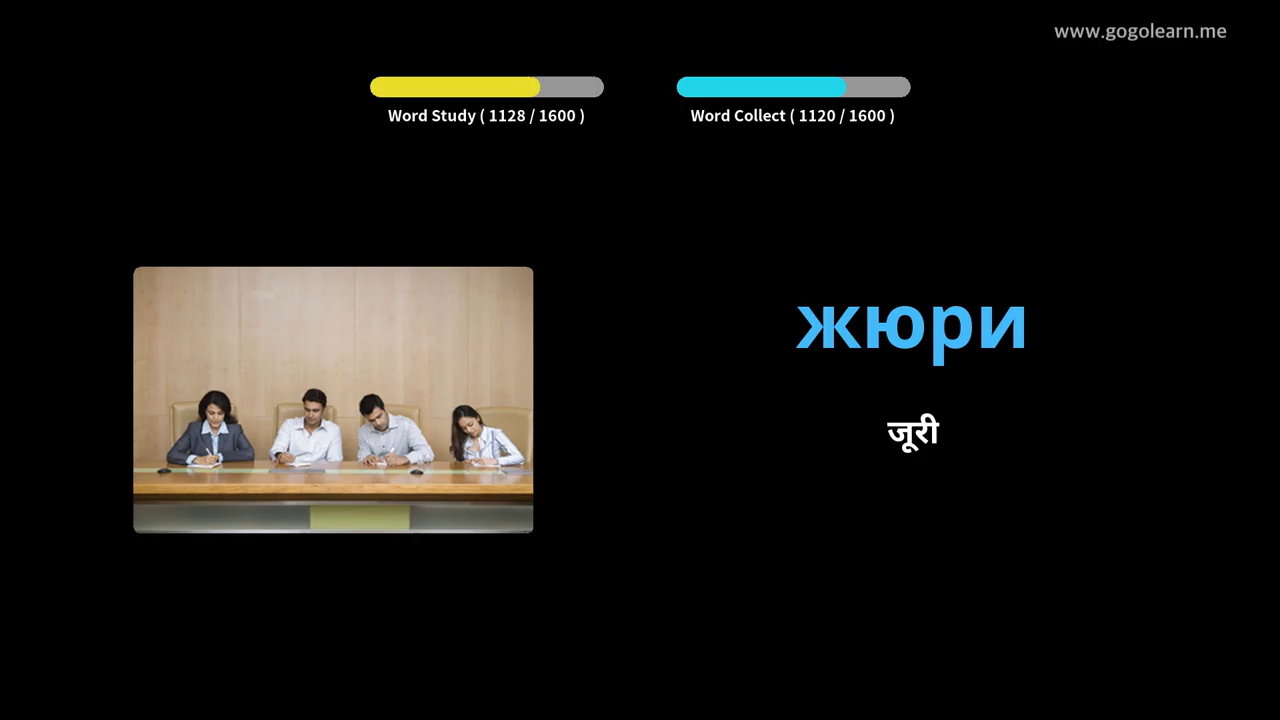 www.gogolearn.me
Word Study ( 1128 / 1600 )
Word Collect ( 1120 / 1600 )
жюри
जूरी